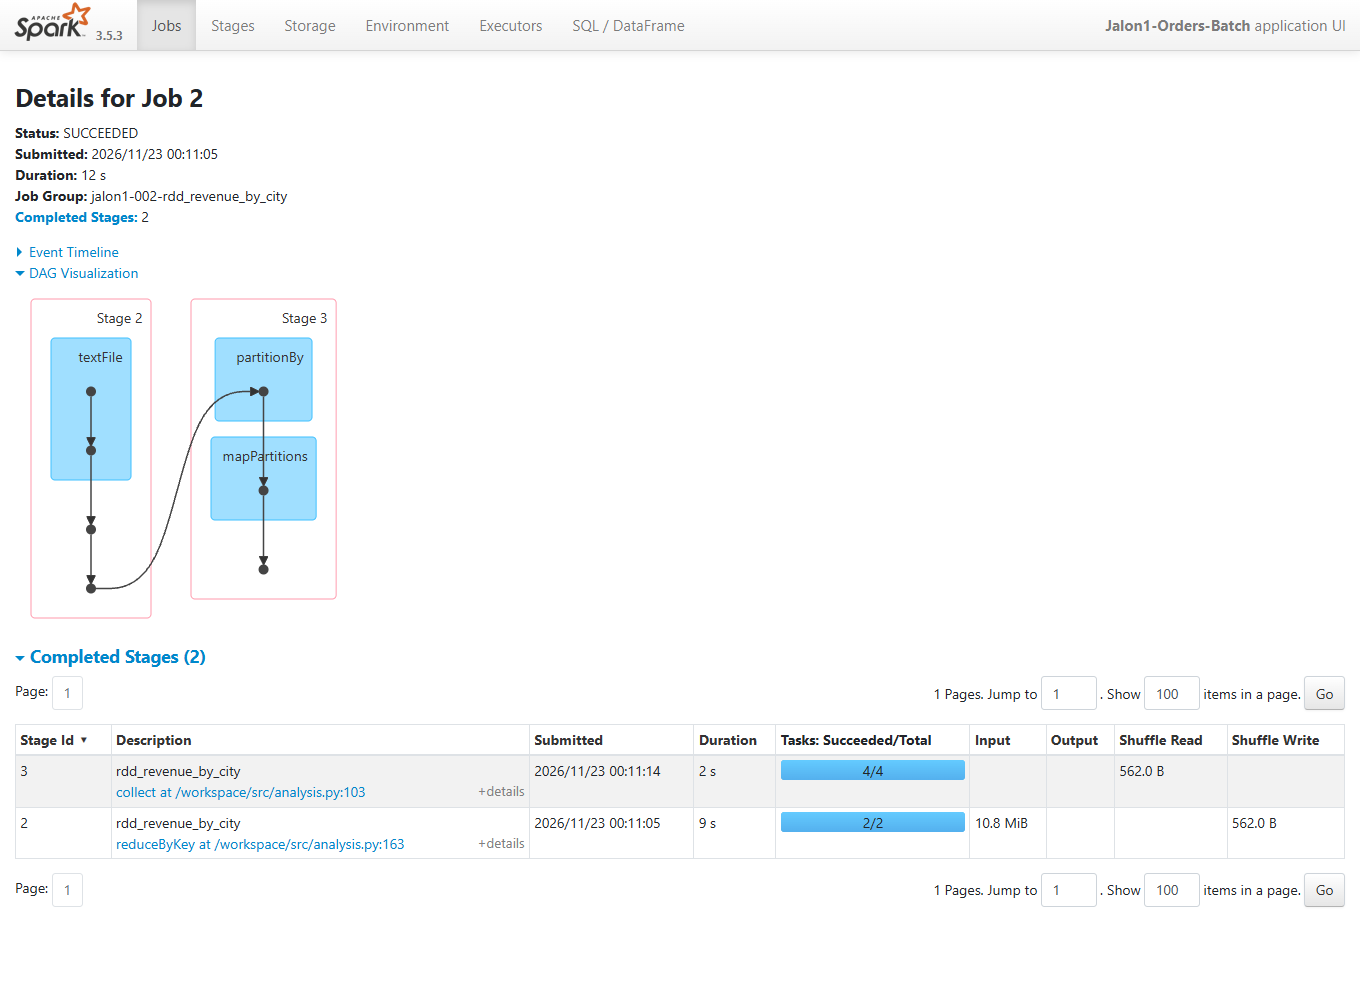 APACHE
Spark 3.5.3 Jobs Stages Storage Environment Executors SQL / DataFrame Jalon1-Orders-Batch application UI
Details for Job 2
Status: SUCCEEDED
Submitted: 2026/11/23 00:11:05
Duration: 12 s
Job Group: jalon1-002-rdd_revenue_by_city
Completed Stages: 2
Event Timeline
DAG Visualization
Stage 2 Stage 3
textFile partitionBy
mapPartitions
Completed Stages (2)
Page: 1 1 Pages. Jump to 1 . Show 100 items in a page. Go
Stage Id ▾ Description Submitted Duration Tasks: Succeeded/Total Input Output Shuffle Read Shuffle Write
3 rdd_revenue_by_city 2026/11/23 00:11:14 2 s 4/4 562.0 B
collect at /workspace/src/analysis.py:103 +details
2 rdd_revenue_by_city 2026/11/23 00:11:05 9 s 2/2 10.8 MiB 562.0 B
reduceByKey at /workspace/src/analysis.py:163 +details
Page: 1 1 Pages. Jump to 1 . Show 100 items in a page. Go